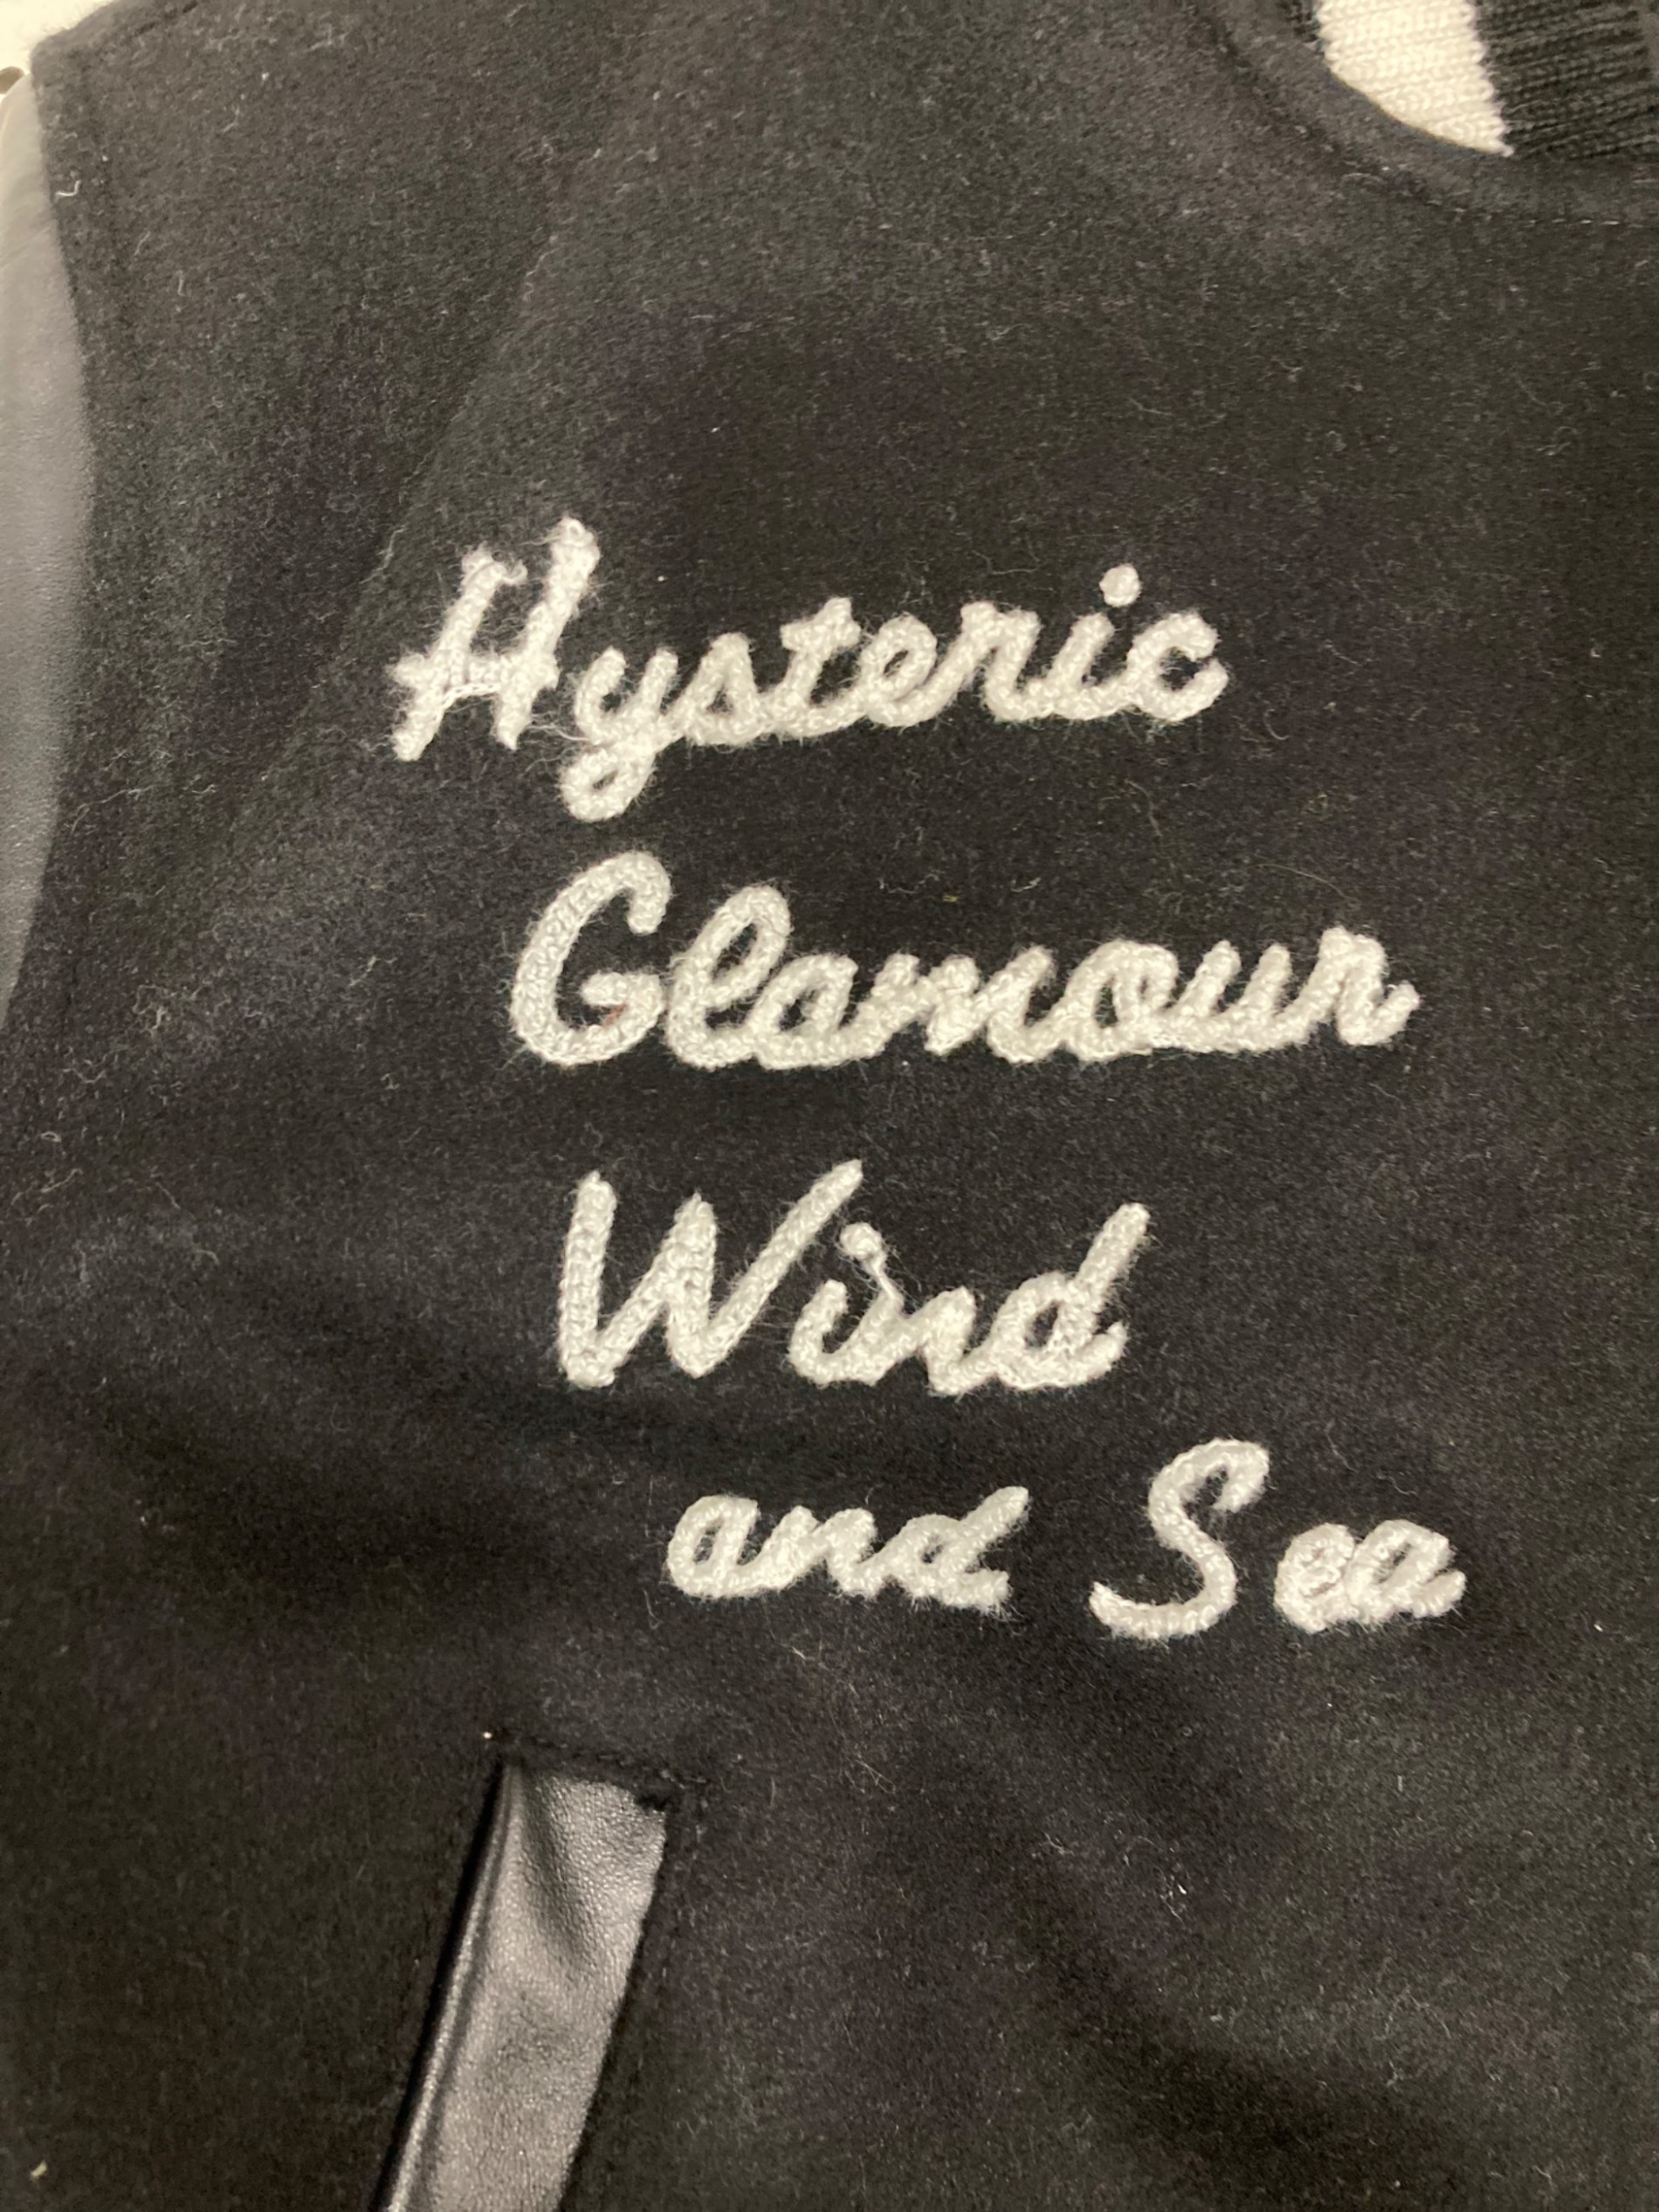 Hysteric
Glamour
Wind
and Sea